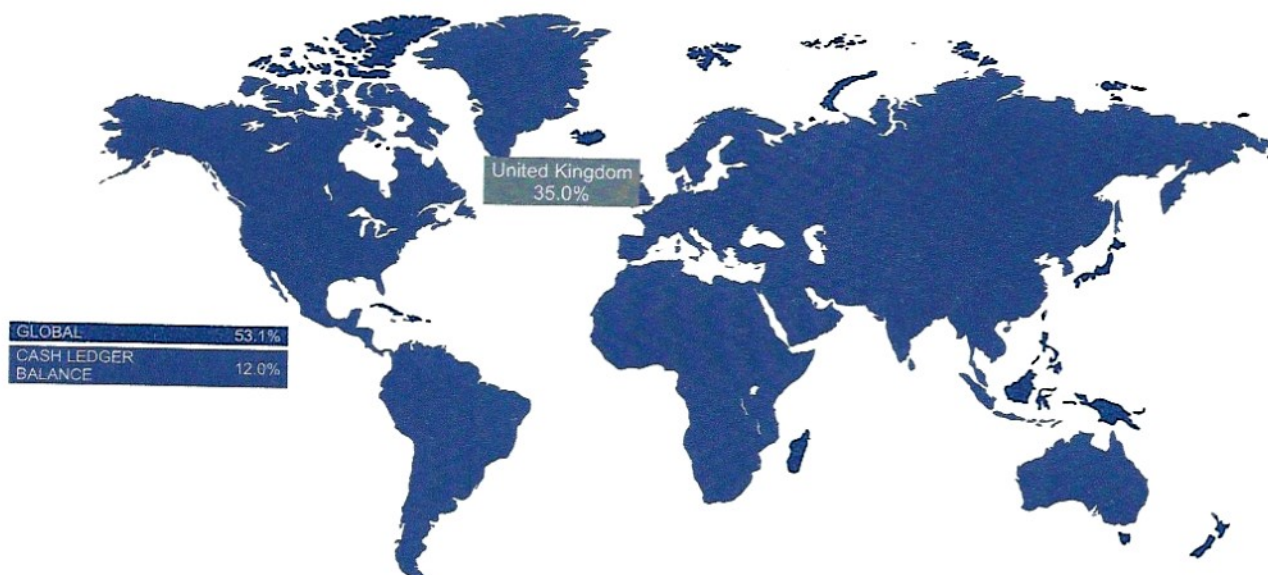 United Kingdom
35.0%
GLOBAL 53.1%
CASH LEDGER
BALANCE 12.0%